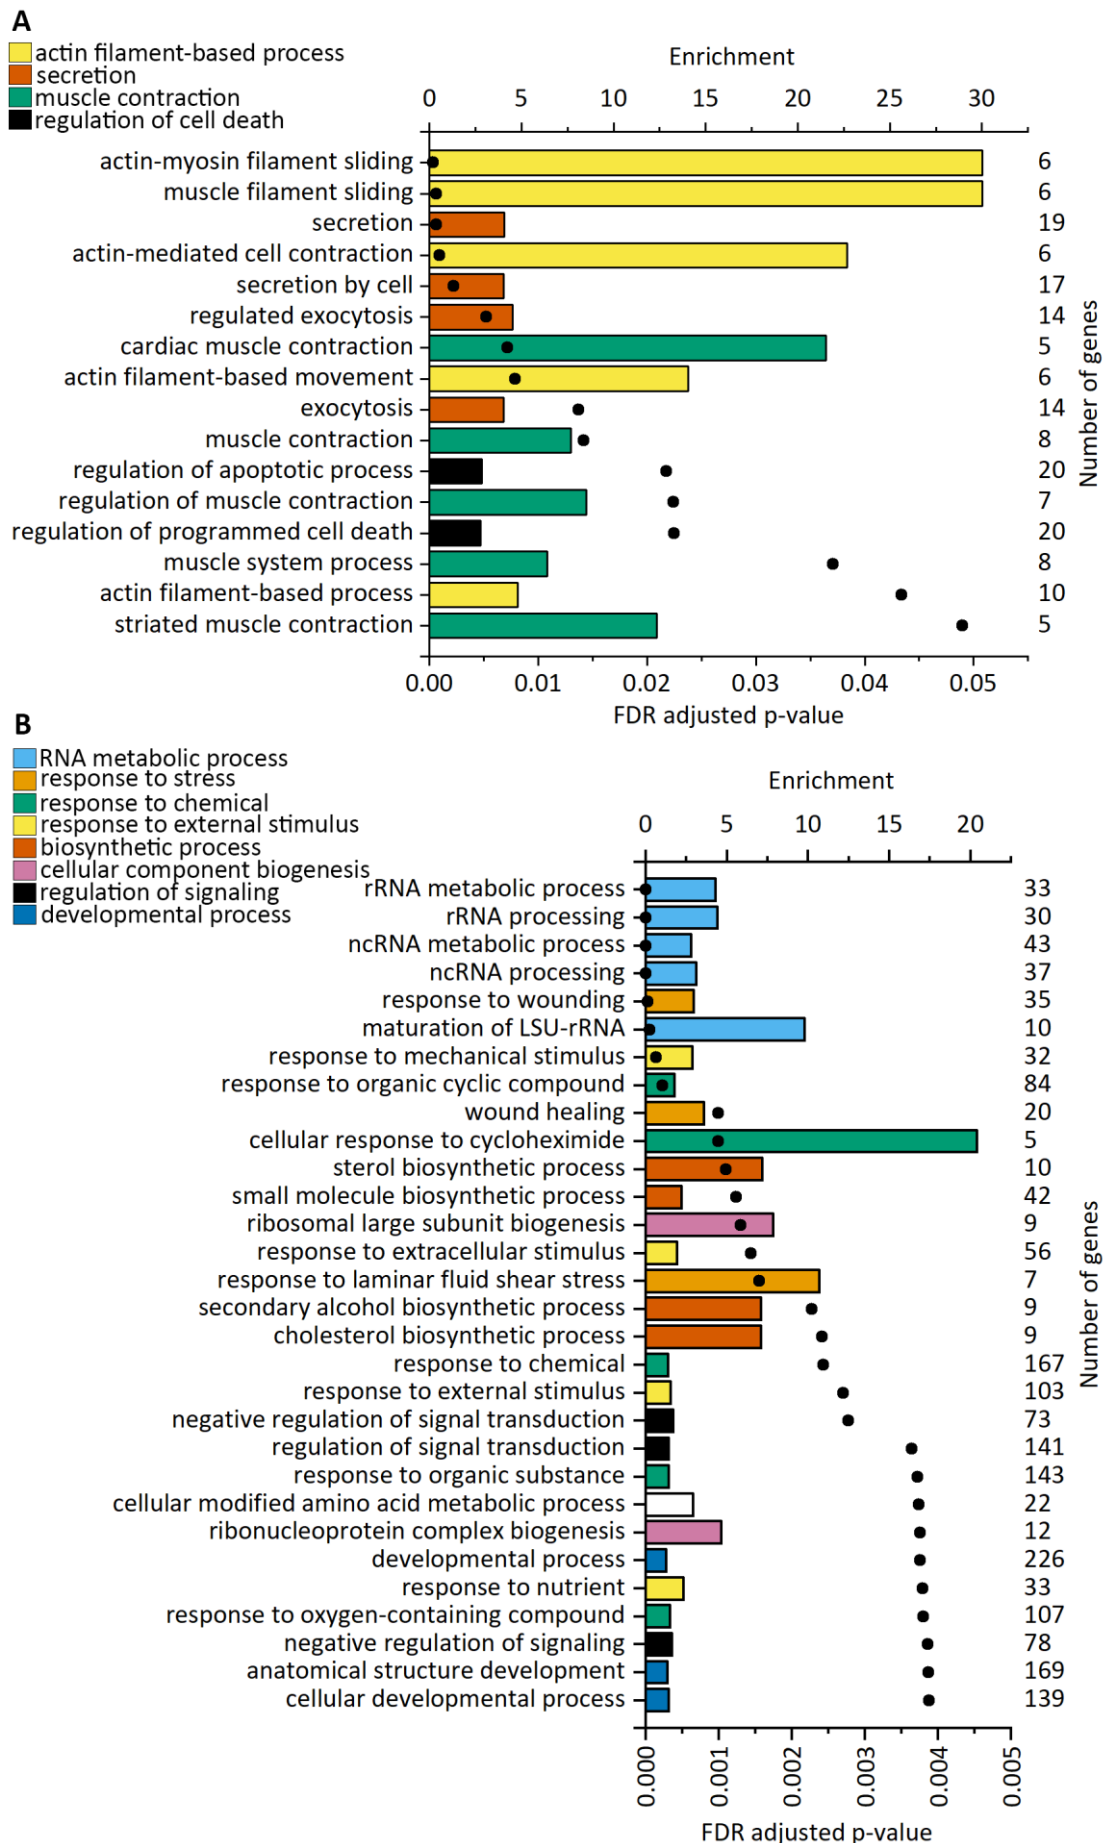 A
actin filament-based process
secretion
muscle contraction
regulation of cell death
Enrichment
0 5 10 15 20 25 30
actin-myosin filament sliding 6
muscle filament sliding 6
secretion 19
actin-mediated cell contraction 6
secretion by cell 17
regulated exocytosis 14
cardiac muscle contraction 5
actin filament-based movement 6
exocytosis 14
muscle contraction 8
regulation of apoptotic process 20
regulation of muscle contraction 7
regulation of programmed cell death 20
muscle system process 8
actin filament-based process 10
striated muscle contraction 5
Number of genes
0.00 0.01 0.02 0.03 0.04 0.05
FDR adjusted p-value
B
RNA metabolic process
response to stress
response to chemical
response to external stimulus
biosynthetic process
cellular component biogenesis
regulation of signaling
developmental process
Enrichment
0 5 10 15 20
rRNA metabolic process 33
rRNA processing 30
ncRNA metabolic process 43
ncRNA processing 37
response to wounding 35
maturation of LSU-rRNA 10
response to mechanical stimulus 32
response to organic cyclic compound 84
wound healing 20
cellular response to cycloheximide 5
sterol biosynthetic process 10
small molecule biosynthetic process 42
ribosomal large subunit biogenesis 9
response to extracellular stimulus 56
response to laminar fluid shear stress 7
secondary alcohol biosynthetic process 9
cholesterol biosynthetic process 9
response to chemical 167
response to external stimulus 103
negative regulation of signal transduction 73
regulation of signal transduction 141
response to organic substance 143
cellular modified amino acid metabolic process 22
ribonucleoprotein complex biogenesis 12
developmental process 226
response to nutrient 33
response to oxygen-containing compound 107
negative regulation of signaling 78
anatomical structure development 169
cellular developmental process 139
Number of genes
0.000 0.001 0.002 0.003 0.004 0.005
FDR adjusted p-value